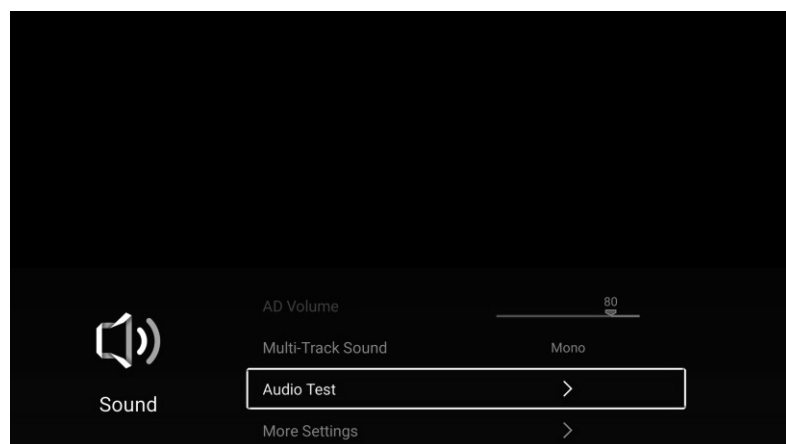 AD Volume
80
Multi-Track Sound
Mono
Audio Test
Sound
More Settings